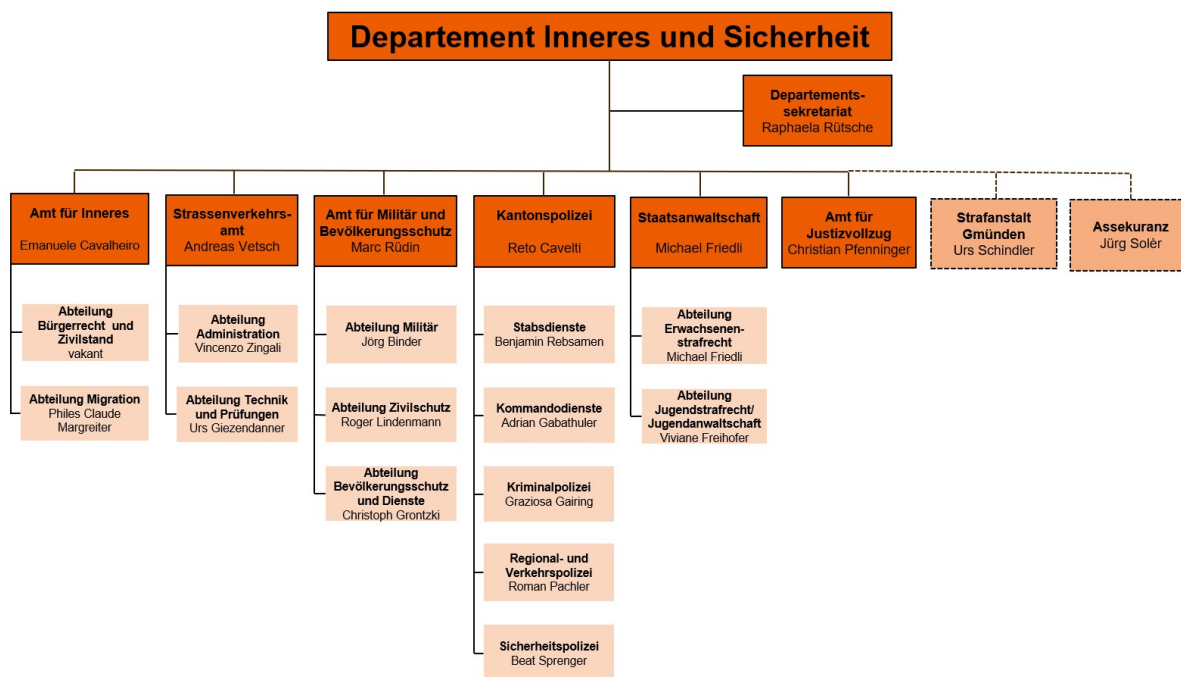 Departement Inneres und Sicherheit
Departements-
sekretariat
Raphaela Rütsche
Amt für Inneres
Emanuele Cavalheiro
Strassenverkehrs-
amt
Andreas Vetsch
Amt für Militär und
Bevölkerungsschutz
Marc Rüdin
Kantonspolizei
Reto Cavelti
Staatsanwaltschaft
Michael Friedli
Amt für
Justizvollzug
Christian Pfenninger
Strafanstalt
Gmünden
Urs Schindler
Assekuranz
Jürg Solèr
Abteilung
Bürgerrecht und
Zivilstand
vakant
Abteilung Migration
Philes Claude
Margreiter
Abteilung
Administration
Vincenzo Zingali
Abteilung Technik
und Prüfungen
Urs Giezendanner
Abteilung Militär
Jörg Binder
Abteilung Zivilschutz
Roger Lindenmann
Abteilung
Bevölkerungsschutz
und Dienste
Christoph Grontzki
Stabsdienste
Benjamin Rebsamen
Kommandodienste
Adrian Gabathuler
Kriminalpolizei
Graziosa Gairing
Regional- und
Verkehrspolizei
Roman Pachler
Sicherheitspolizei
Beat Sprenger
Abteilung
Erwachsenen-
strafrecht
Michael Friedli
Abteilung
Jugendstrafrecht/
Jugendanwaltschaft
Viviane Freihofer